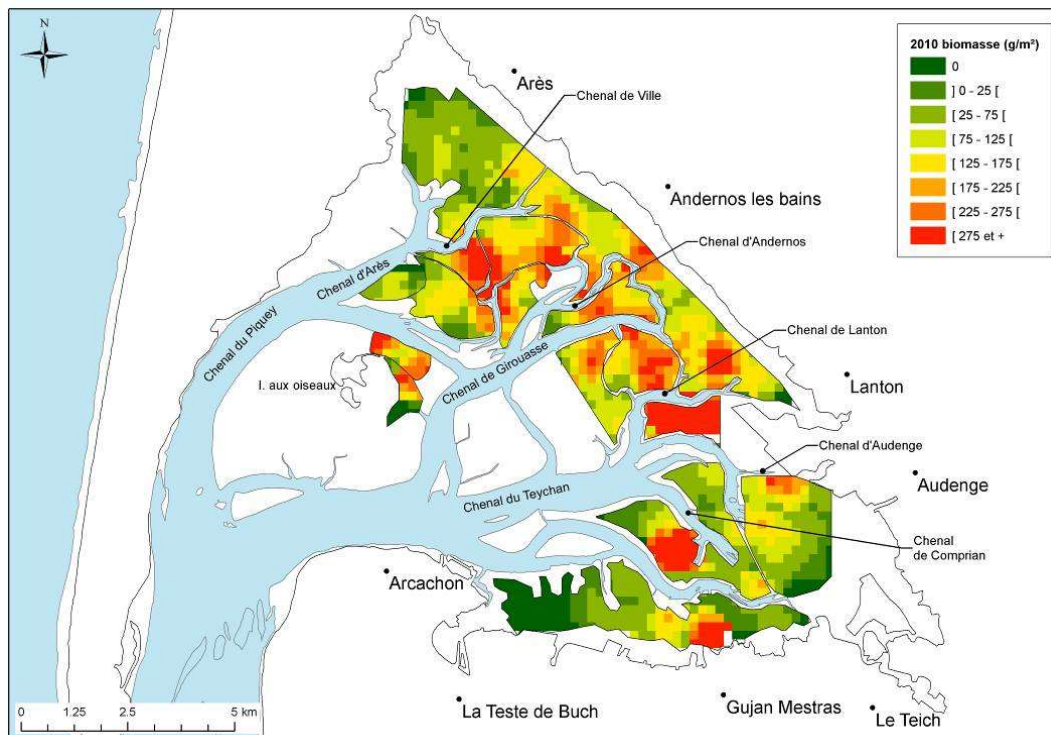 N
2010 biomasse (g/m²)
0
] 0 - 25 [
[ 25 - 75 [
[ 75 - 125 [
[ 125 - 175 [
[ 175 - 225 [
[ 225 - 275 [
[ 275 et +
Arès
Chenal de Ville
Andernos les bains
Chenal d'Andernos
Chenal d'Arès
Chenal du Piquey
Chenal de Lanton
Chenal de Girouasse
I. aux oiseaux
Lanton
Chenal d'Audenge
Audenge
Chenal du Teychan
Chenal
de Comprian
Arcachon
La Teste de Buch
Gujan Mestras
Le Teich
0 1.25 2.5 5 km